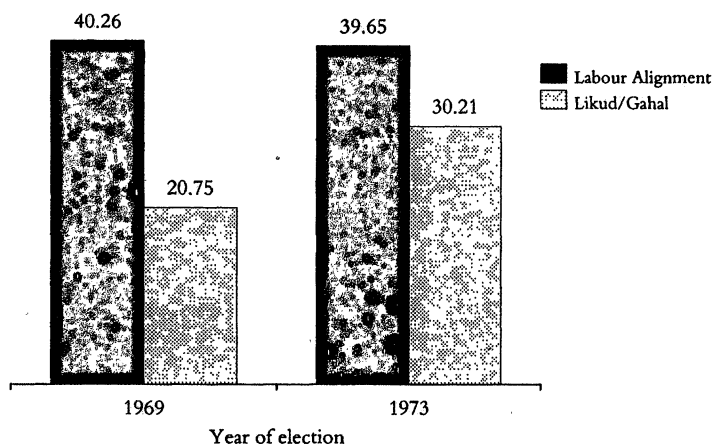 40.26
39.65
Labour Alignment
Likud/Gahal
30.21
20.75
1969
1973
Year of election